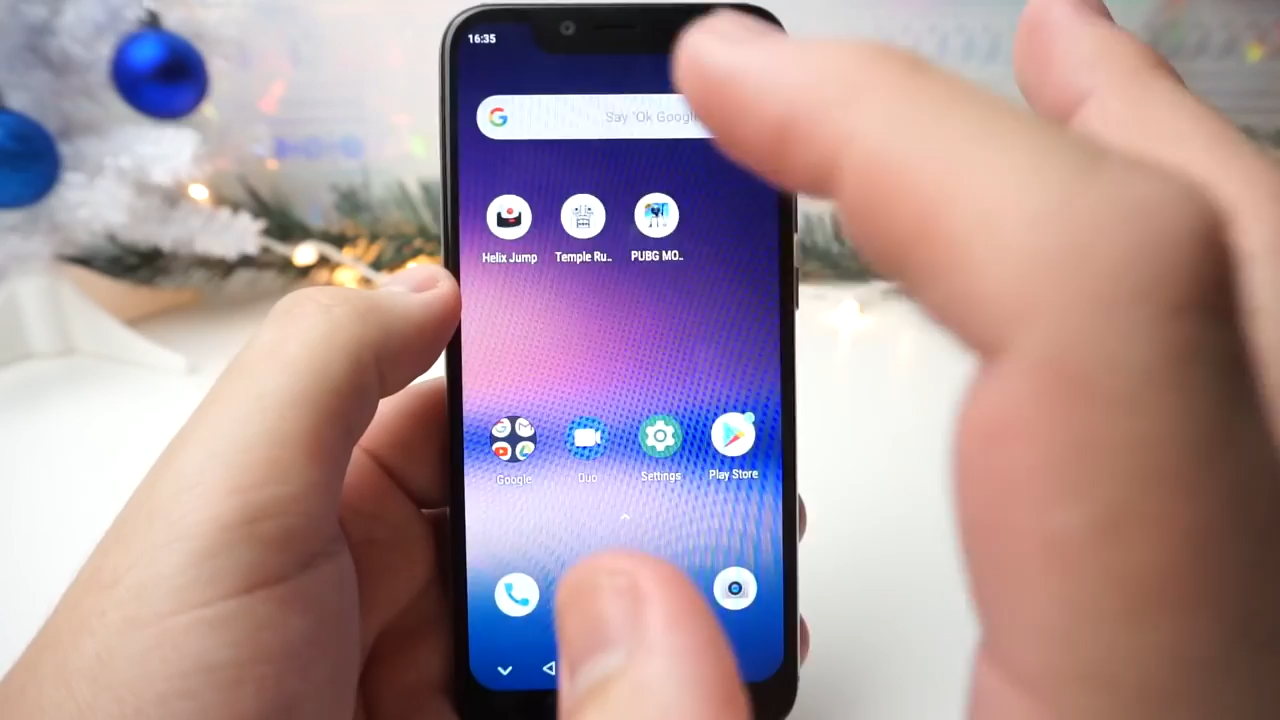 16:35
Say "Ok Google
Helix Jump
Temple Ru..
PUBG MO..
Google
Duo
Settings
Play Store